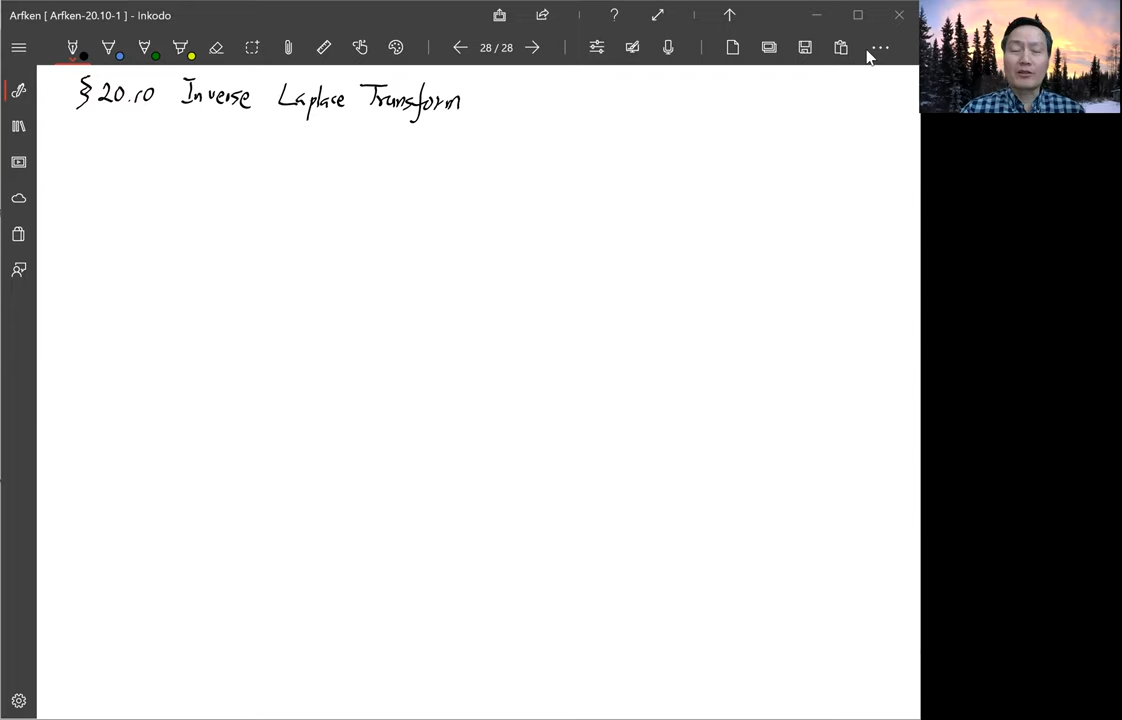 Arfken [ Arfken-20.10-1 ] - Inkodo
28 / 28
§ 20.10 Inverse Laplace Transform